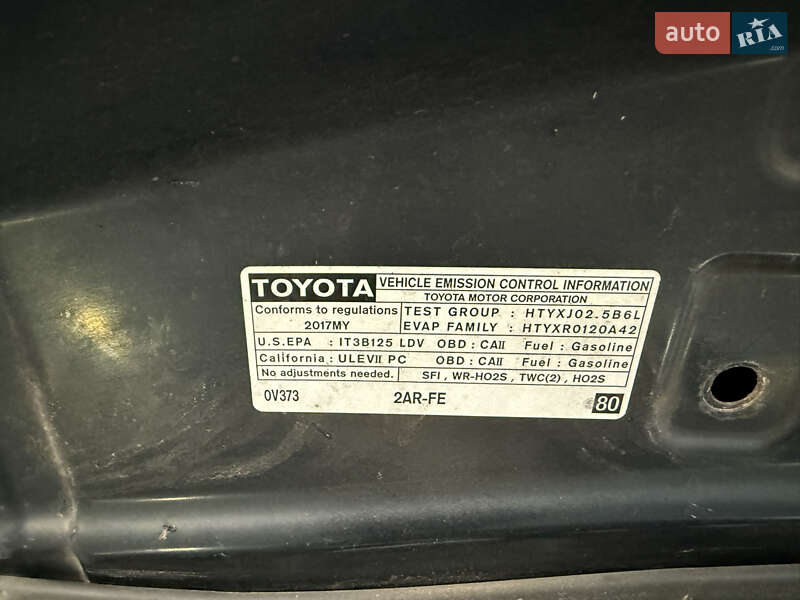 auto RIA.com
TOYOTA VEHICLE EMISSION CONTROL INFORMATION
TOYOTA MOTOR CORPORATION
Conforms to regulations TEST GROUP : HTYXJ02.5B6L
2017MY EVAP FAMILY : HTYXR0120A42
U.S.EPA : IT3B125 LDV OBD : CAII Fuel : Gasoline
California : ULEVII PC OBD : CAII Fuel : Gasoline
No adjustments needed. SFI , WR-HO2S , TWC(2) , HO2S
0V373 2AR-FE 80